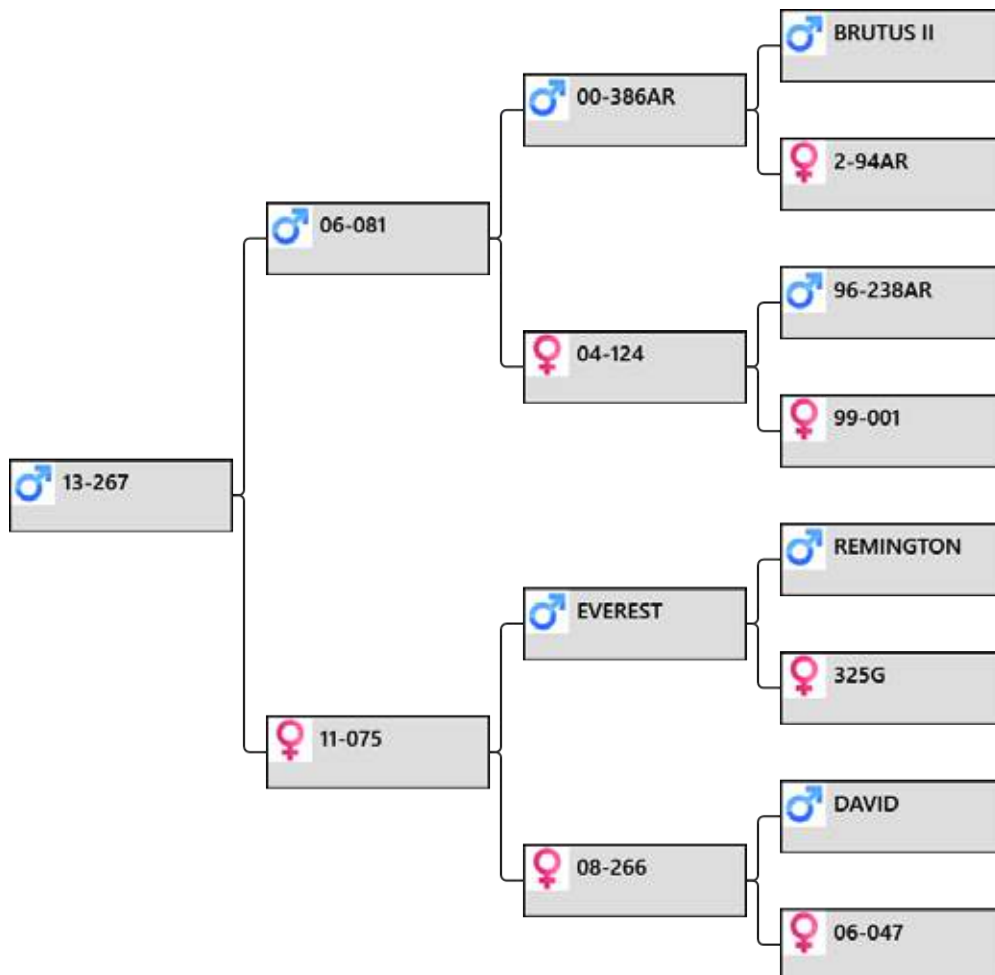 BRUTUS II
00-386AR
2-94AR
06-081
96-238AR
04-124
99-001
13-267
REMINGTON
EVEREST
325G
11-075
DAVID
08-266
06-047